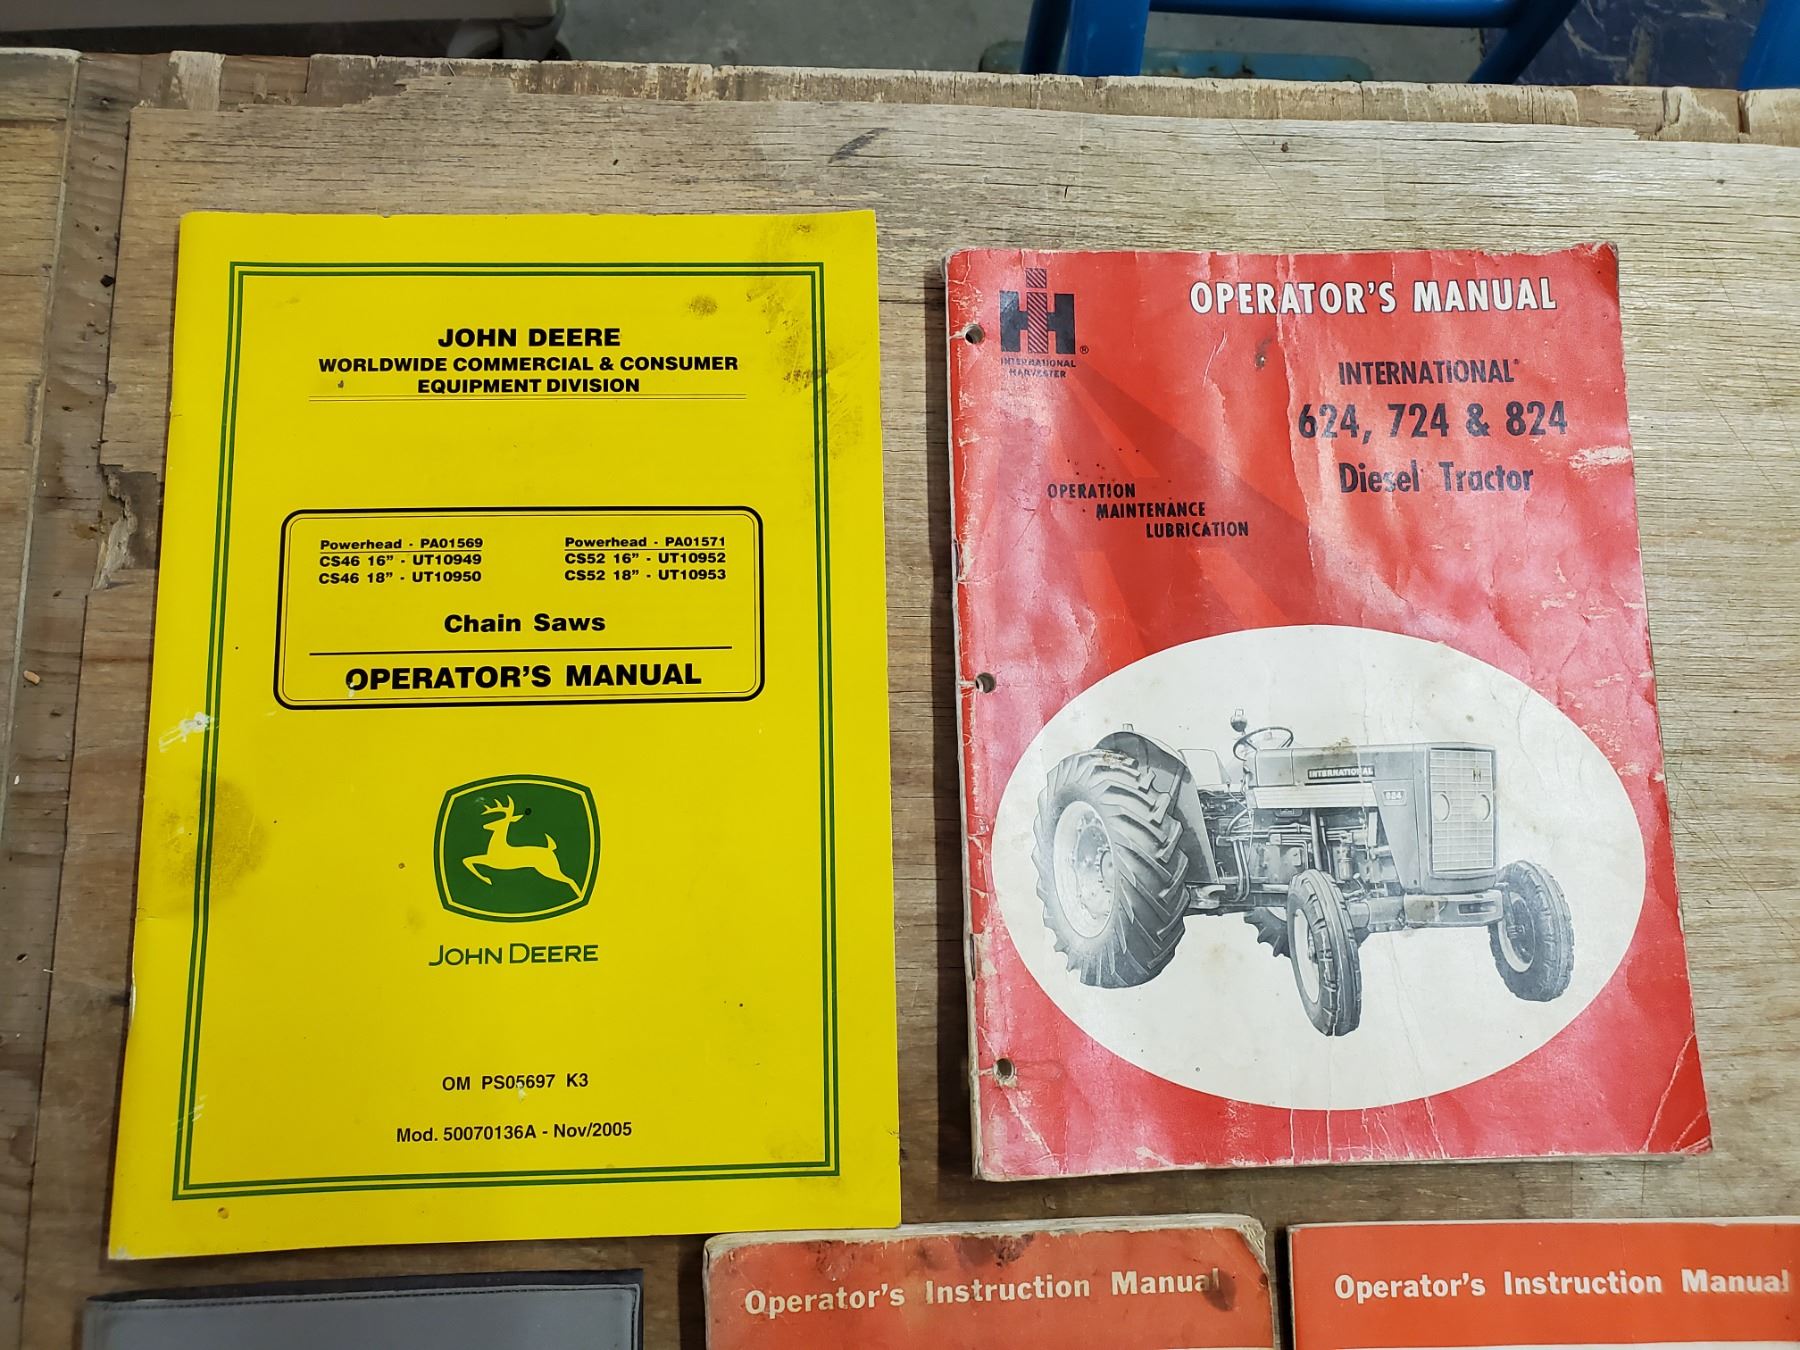 JOHN DEERE
WORLDWIDE COMMERCIAL & CONSUMER
EQUIPMENT DIVISION
Powerhead - PA01569
CS46 16" - UT10949
CS46 18" - UT10950
Powerhead - PA01571
CS52 16" - UT10952
CS52 18" - UT10953
Chain Saws
OPERATOR'S MANUAL
JOHN DEERE
OM PS05697 K3
Mod. 50070136A - Nov/2005
IH®
INTERNATIONAL
HARVESTER
OPERATOR'S MANUAL
INTERNATIONAL®
624, 724 & 824
Diesel Tractor
OPERATION
MAINTENANCE
LUBRICATION
INTERNATIONAL
624
Operator's Instruction Manual
Operator's Instruction Manual